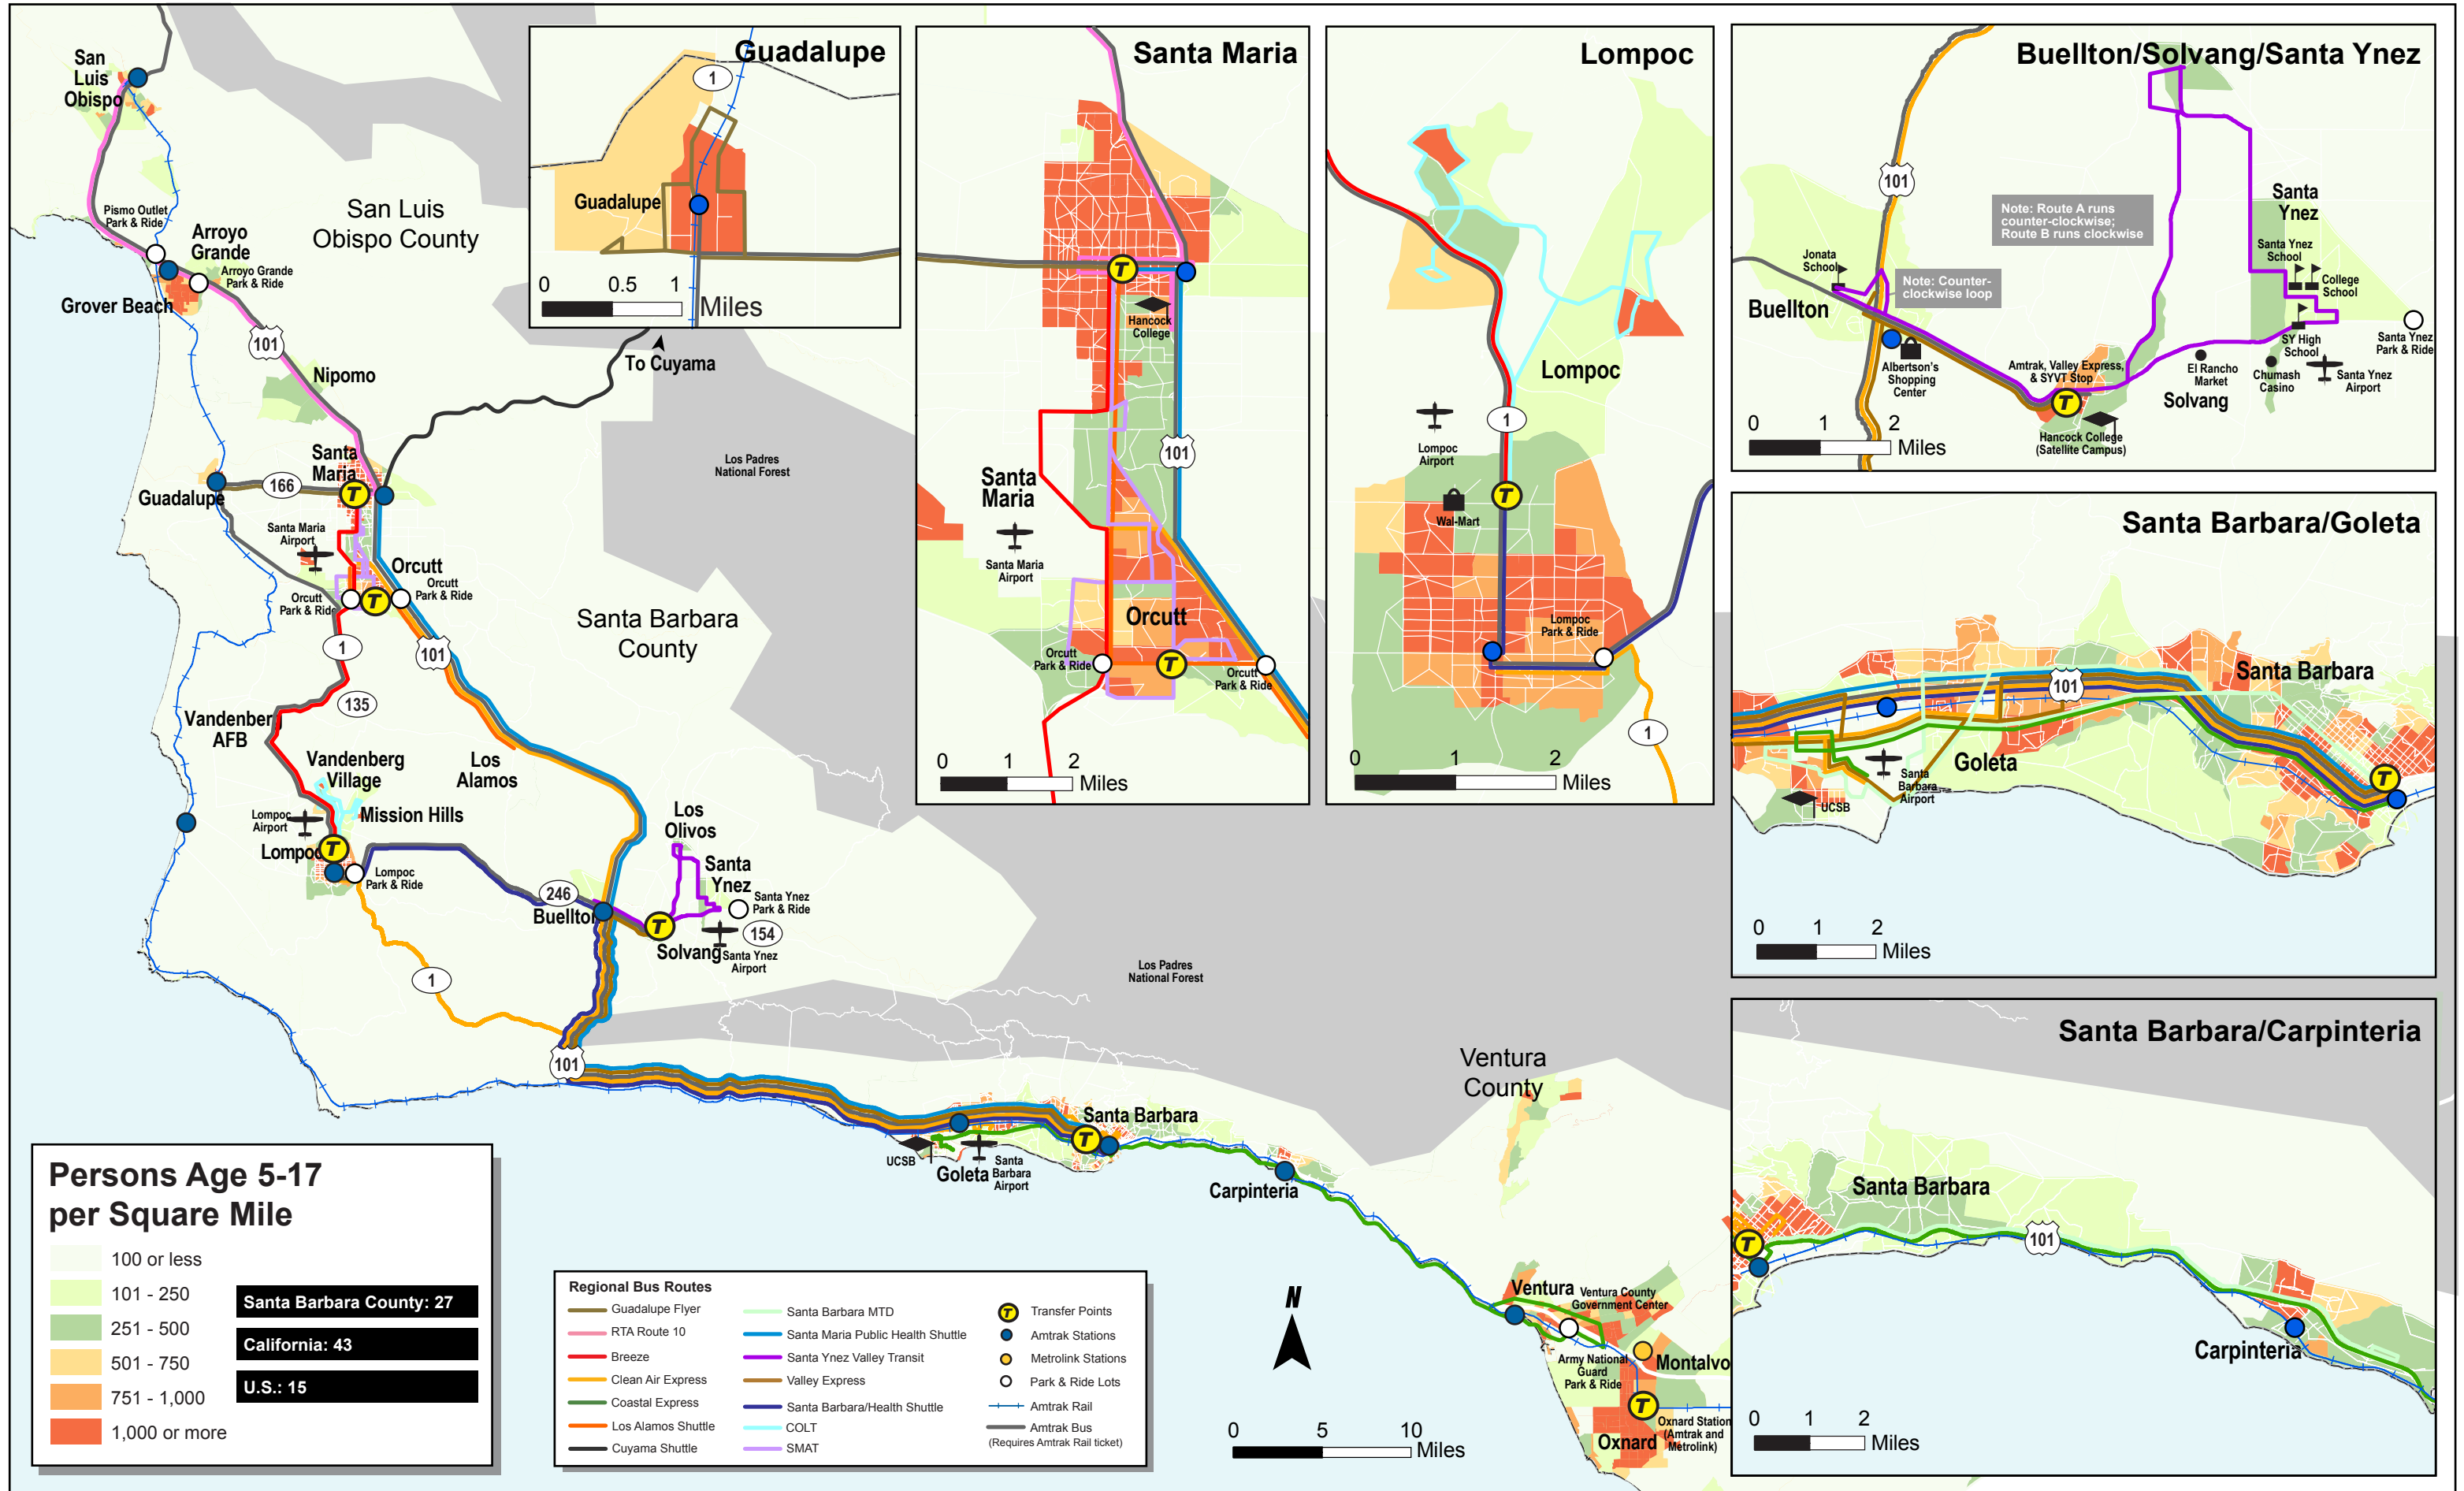 San
Luis
Obispo
Pismo Outlet
Park & Ride
Arroyo
Grande
Arroyo Grande
Park & Ride
Grover Beach
San Luis
Obispo County
101
Nipomo
To Cuyama
Santa
Maria
T
166
Guadalupe
Santa Maria
Airport
Orcutt
Orcutt
Park & Ride
Orcutt
Park & Ride
T
1
101
135
Los Padres
National Forest
Santa Barbara
County
Vandenberg
AFB
Vandenberg
Village
Los
Alamos
Lompoc
Airport
Mission Hills
Lompoc
T
Lompoc
Park & Ride
Los
Olivos
Santa
Ynez
Santa Ynez
Park & Ride
246
Buellton
T
154
Solvang
Santa Ynez
Airport
1
101
Los Padres
National Forest
Ventura
County
UCSB
Goleta
Santa
Barbara
Airport
Santa Barbara
T
Carpinteria
Ventura
Ventura County
Government Center
Army National
Guard
Park & Ride
Montalvo
T
Oxnard Station
(Amtrak and
Metrolink)
Oxnard
N
0 5 10
Miles
Guadalupe
1
Guadalupe
0 0.5 1
Miles
Santa Maria
T
Hancock
College
101
Santa
Maria
Santa Maria
Airport
Orcutt
Orcutt
Park & Ride
T
Orcutt
Park & Ride
0 1 2
Miles
Lompoc
Lompoc
1
Lompoc
Airport
T
Wal-Mart
Lompoc
Park & Ride
1
0 1 2
Miles
Buellton/Solvang/Santa Ynez
101
Note: Route A runs
counter-clockwise;
Route B runs clockwise
Santa
Ynez
Santa Ynez
School
College
School
Jonata
School
Note: Counter-
clockwise loop
Buellton
Albertson's
Shopping
Center
Amtrak, Valley Express,
& SYVT Stop
T
Hancock College
(Satellite Campus)
El Rancho
Market
Solvang
Chumash
Casino
SY High
School
Santa Ynez
Airport
Santa Ynez
Park & Ride
0 1 2
Miles
Santa Barbara/Goleta
Santa Barbara
101
Goleta
Santa
Barbara
Airport
UCSB
T
0 1 2
Miles
Santa Barbara/Carpinteria
Santa Barbara
T
101
Carpinteria
0 1 2
Miles
Persons Age 5-17
per Square Mile
100 or less
101 - 250
251 - 500
501 - 750
751 - 1,000
1,000 or more
Santa Barbara County: 27
California: 43
U.S.: 15
Regional Bus Routes
Guadalupe Flyer
RTA Route 10
Breeze
Clean Air Express
Coastal Express
Los Alamos Shuttle
Cuyama Shuttle
Santa Barbara MTD
Santa Maria Public Health Shuttle
Santa Ynez Valley Transit
Valley Express
Santa Barbara/Health Shuttle
COLT
SMAT
T Transfer Points
Amtrak Stations
Metrolink Stations
Park & Ride Lots
Amtrak Rail
Amtrak Bus
(Requires Amtrak Rail ticket)